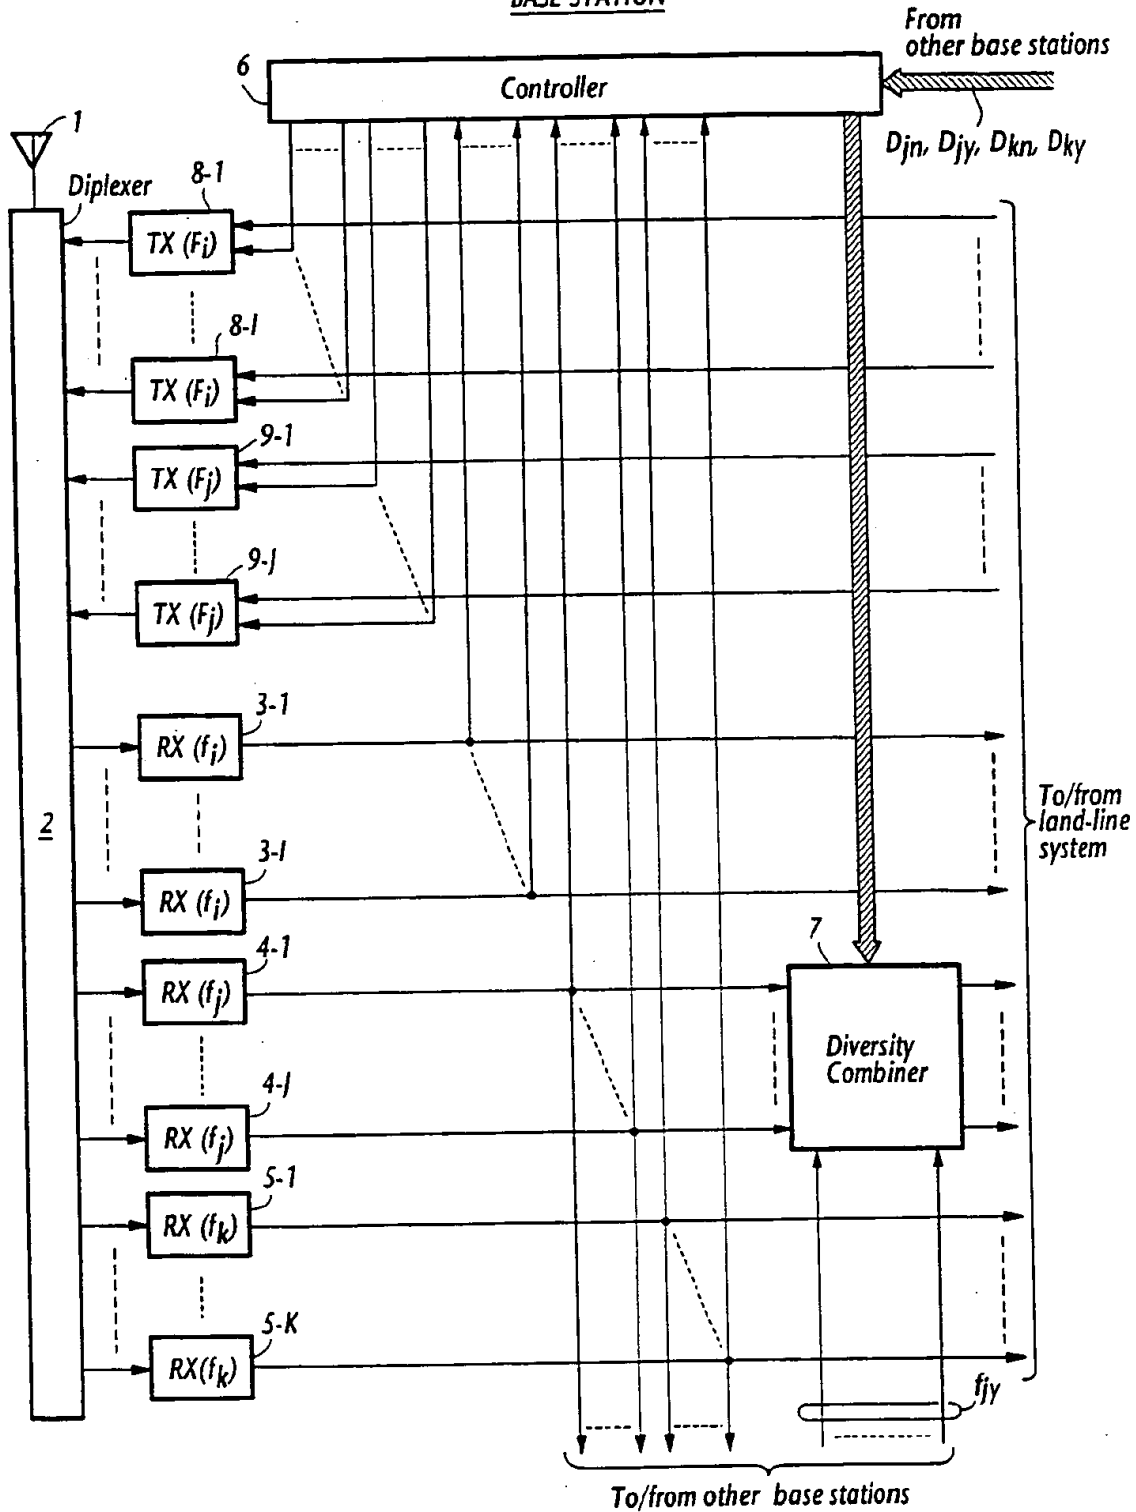 BASE STATION
From
other base stations
6
Controller
Djn, Djy, Dkn, Dky
1
Diplexer
8-1
TX (Fi)
8-I
TX (Fi)
9-1
TX (Fj)
9-J
TX (Fj)
3-1
RX (fi)
2
To/from
land-line
system
3-I
RX (fi)
7
4-1
RX (fj)
Diversity
Combiner
4-J
RX (fj)
5-1
RX (fk)
5-K
RX(fk)
fjy
To/from other base stations